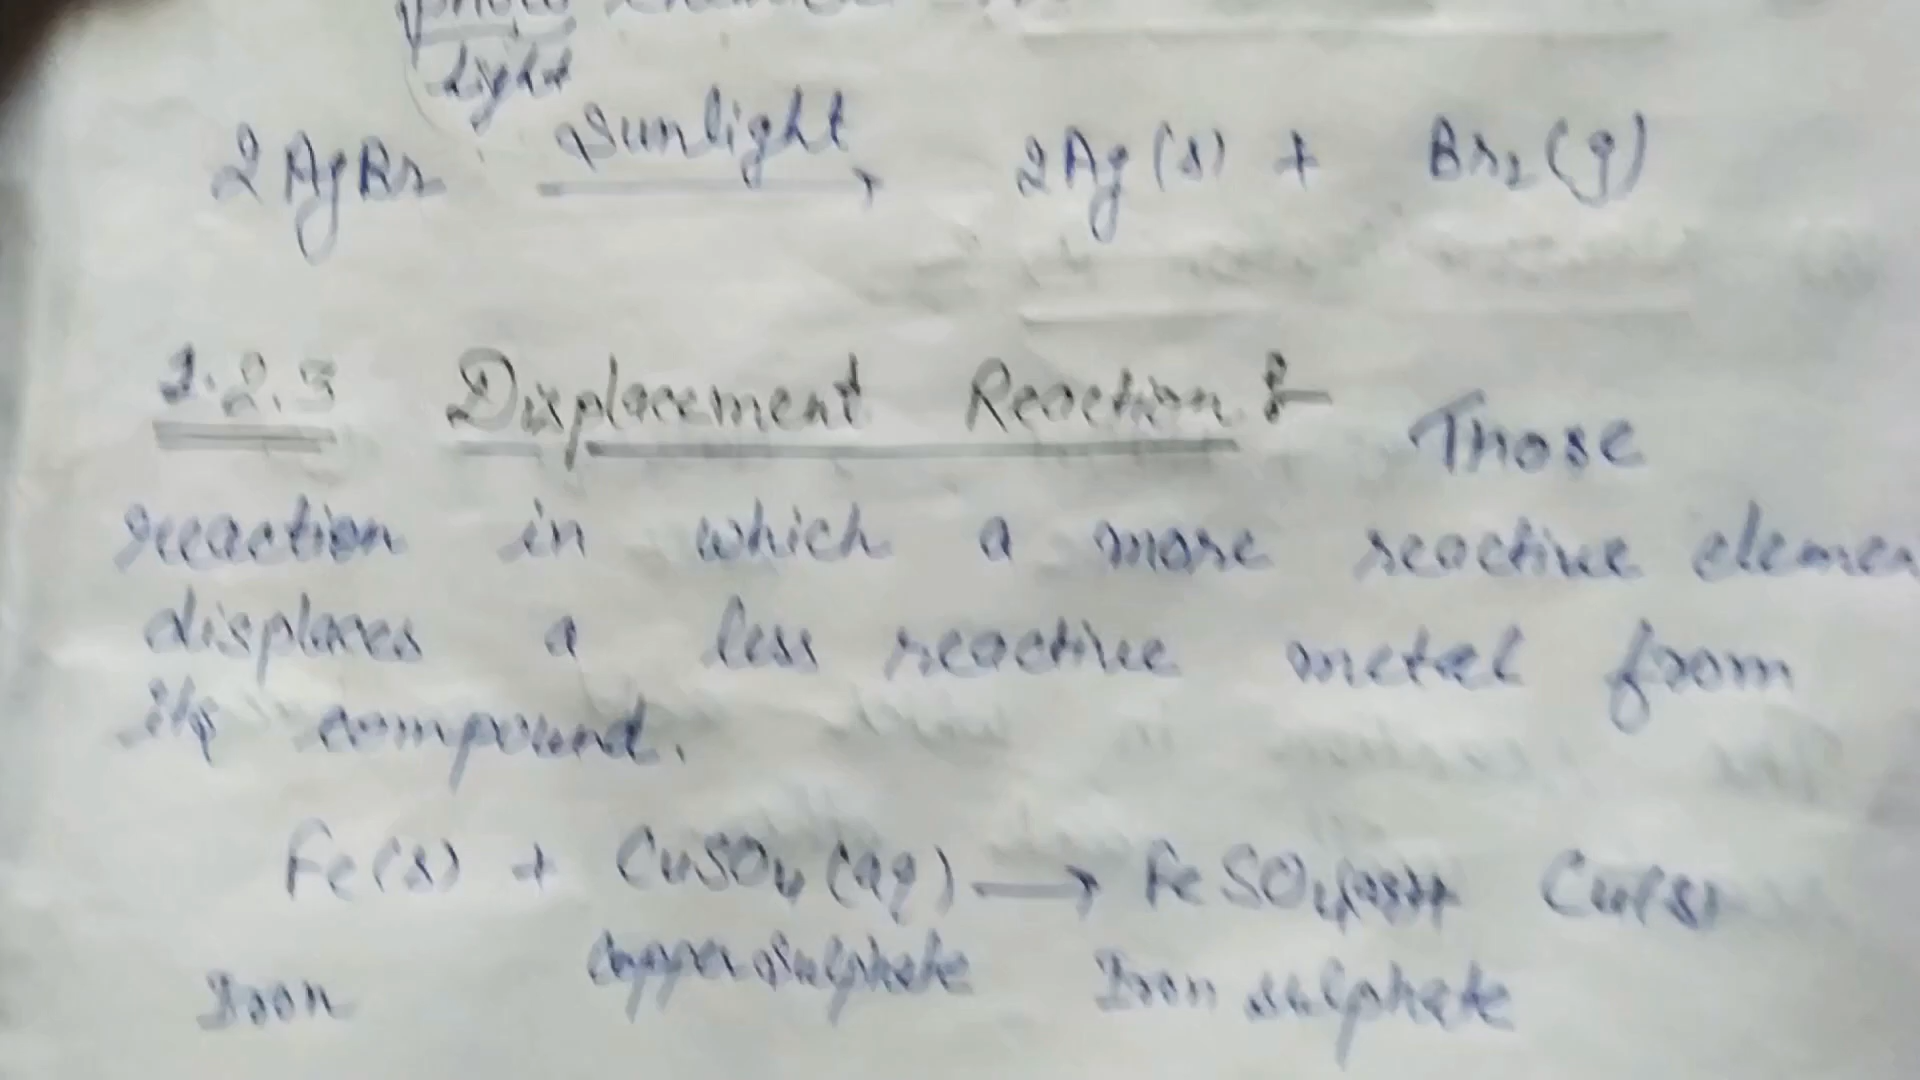 light
2AgBr sunlight → 2Ag(s) + Br₂(g)
1.2.3 Displacement Reaction :- Those
reaction in which a more reactive elemen
displaces a less reactive metal from
its compound.
Fe(s) + CuSO₄(aq) → FeSO₄(aq)+ Cu(s)
Iron Copper sulphate Iron sulphate